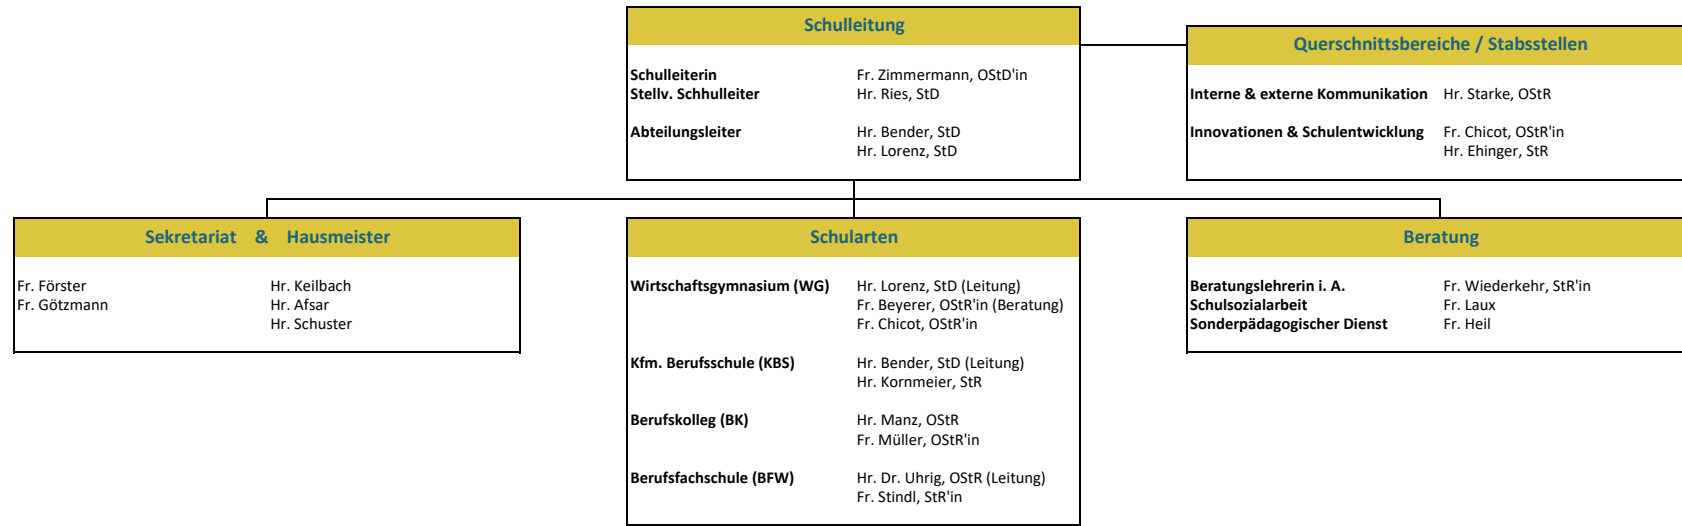 Schulleitung
Schulleiterin Fr. Zimmermann, OStD'in
Stellv. Schhulleiter Hr. Ries, StD
Abteilungsleiter Hr. Bender, StD
Hr. Lorenz, StD
Querschnittsbereiche / Stabsstellen
Interne & externe Kommunikation Hr. Starke, OStR
Innovationen & Schulentwicklung Fr. Chicot, OStR'in
Hr. Ehinger, StR
Sekretariat & Hausmeister
Fr. Förster Hr. Keilbach
Fr. Götzmann Hr. Afsar
Hr. Schuster
Schularten
Wirtschaftsgymnasium (WG) Hr. Lorenz, StD (Leitung)
Fr. Beyerer, OStR'in (Beratung)
Fr. Chicot, OStR'in
Kfm. Berufsschule (KBS) Hr. Bender, StD (Leitung)
Hr. Kornmeier, StR
Berufskolleg (BK) Hr. Manz, OStR
Fr. Müller, OStR'in
Berufsfachschule (BFW) Hr. Dr. Uhrig, OStR (Leitung)
Fr. Stindl, StR'in
Beratung
Beratungslehrerin i. A. Fr. Wiederkehr, StR'in
Schulsozialarbeit Fr. Laux
Sonderpädagogischer Dienst Fr. Heil